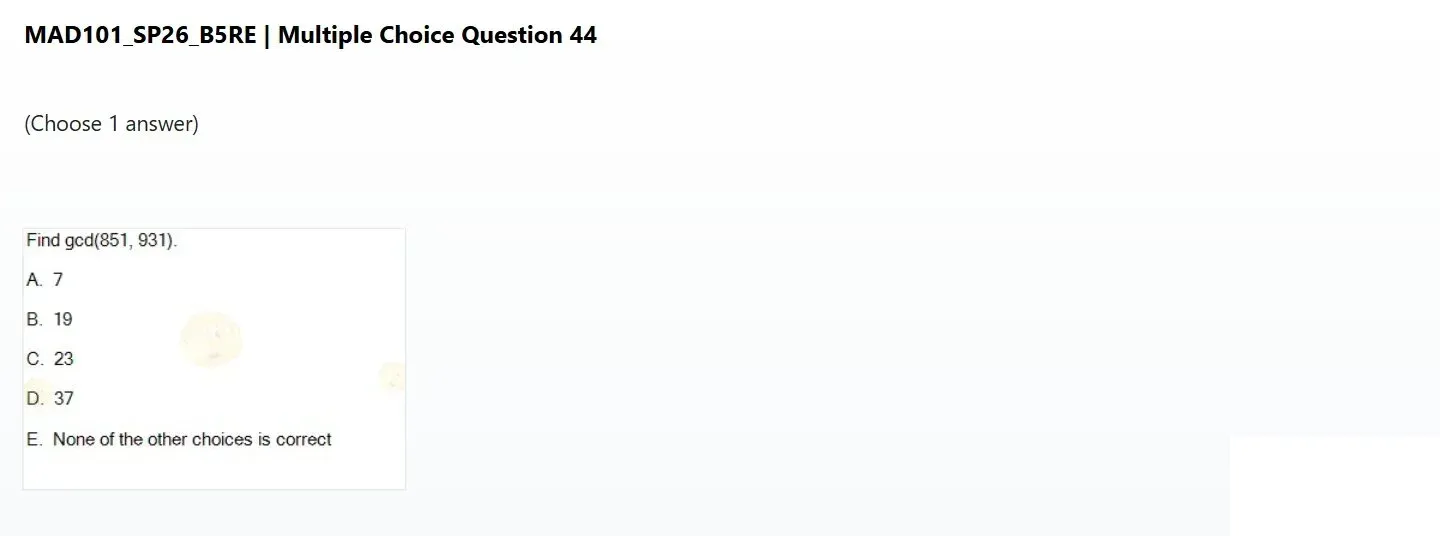 MAD101_SP26_B5RE | Multiple Choice Question 44
(Choose 1 answer)
Find gcd(851, 931).
A. 7
B. 19
C. 23
D. 37
E. None of the other choices is correct